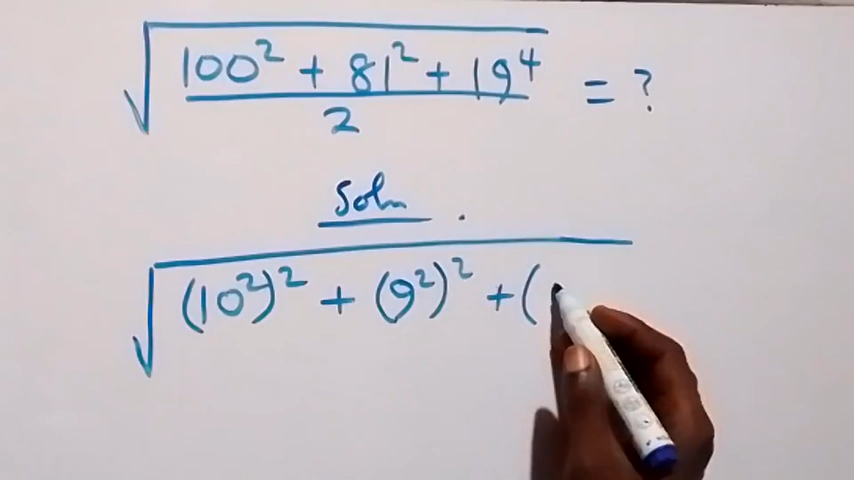 √((100² + 81² + 19⁴)/2) = ?
Soln .
√((10²)² + (9²)² + (